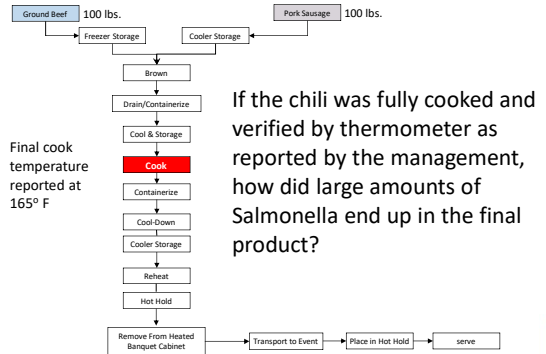 Ground Beef 100 lbs.
Pork Sausage 100 lbs.
Freezer Storage
Cooler Storage
Brown
Drain/Containerize
Cool & Storage
Cook
Containerize
Cool-Down
Cooler Storage
Reheat
Hot Hold
Remove From Heated
Banquet Cabinet
Transport to Event
Place in Hot Hold
serve
Final cook
temperature
reported at
165º F
If the chili was fully cooked and
verified by thermometer as
reported by the management,
how did large amounts of
Salmonella end up in the final
product?